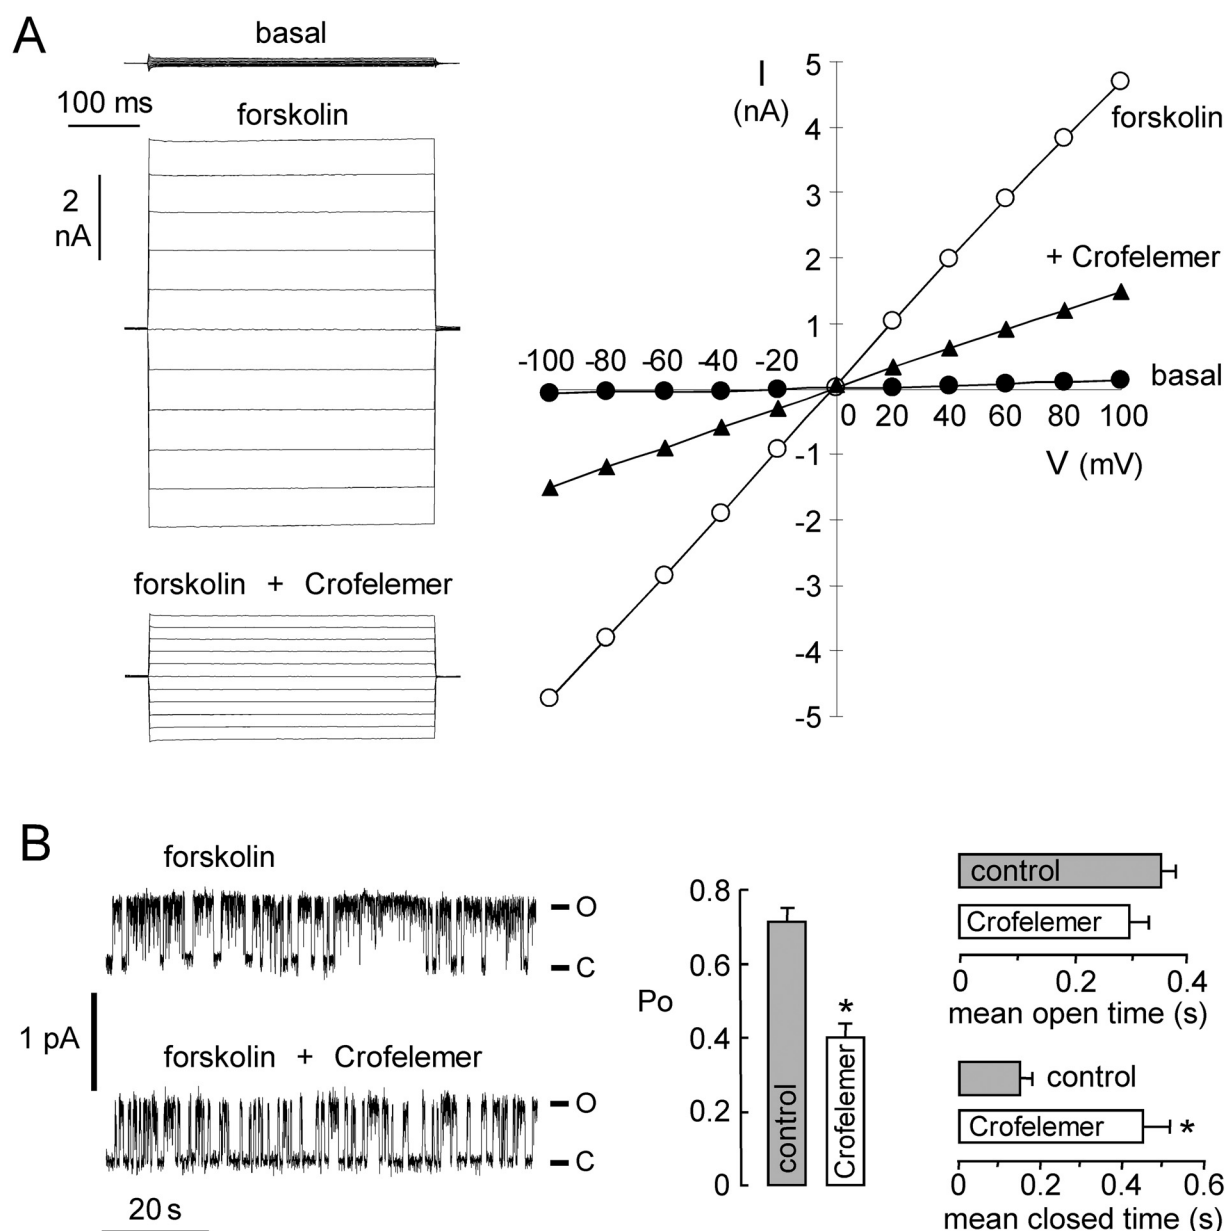 A
basal
100 ms
forskolin
2
nA
forskolin + Crofelemer
I
(nA)
5
4
3
2
1
-1
-2
-3
-4
-5
forskolin
+ Crofelemer
basal
-100 -80 -60 -40 -20
0 20 40 60 80 100
V (mV)
B
forskolin
O
C
1 pA
forskolin + Crofelemer
O
C
20 s
Po
0.8
0.6
0.4
0.2
0
control
Crofelemer
*
control
Crofelemer
0 0.2 0.4
mean open time (s)
control
Crofelemer *
0 0.2 0.4 0.6
mean closed time (s)